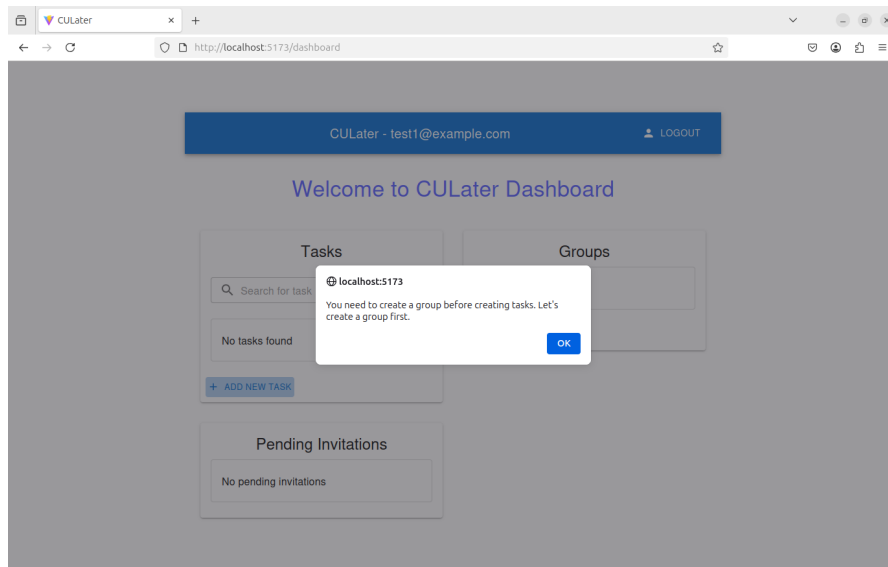 CULater
http://localhost:5173/dashboard
CULater - test1@example.com
LOGOUT
Welcome to CULater Dashboard
Tasks
Search for task
No tasks found
+ ADD NEW TASK
Groups
localhost:5173
You need to create a group before creating tasks. Let's
create a group first.
OK
Pending Invitations
No pending invitations